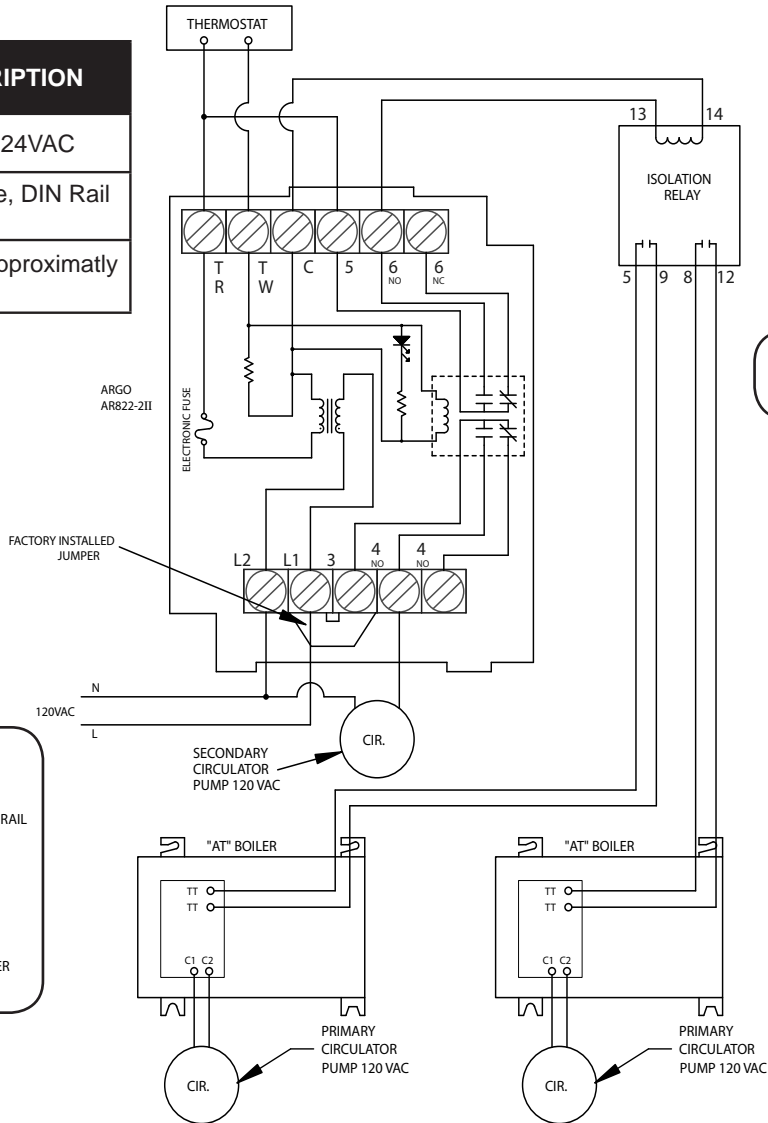 THERMOSTAT
RIPTION
24VAC
e, DIN Rail
pproximatly
13
14
ISOLATION
RELAY
5
9
8
12
T
R
T
W
C
5
6
NO
6
NC
ARGO
AR822-2II
ELECTRONIC FUSE
FACTORY INSTALLED
JUMPER
L2
L1
3
4
NO
4
NO
N
120VAC
L
CIR.
SECONDARY
CIRCULATOR
PUMP 120 VAC
RAIL
ER
"AT" BOILER
TT
TT
C1 C2
CIR.
PRIMARY
CIRCULATOR
PUMP 120 VAC
"AT" BOILER
TT
TT
C1 C2
CIR.
PRIMARY
CIRCULATOR
PUMP 120 VAC